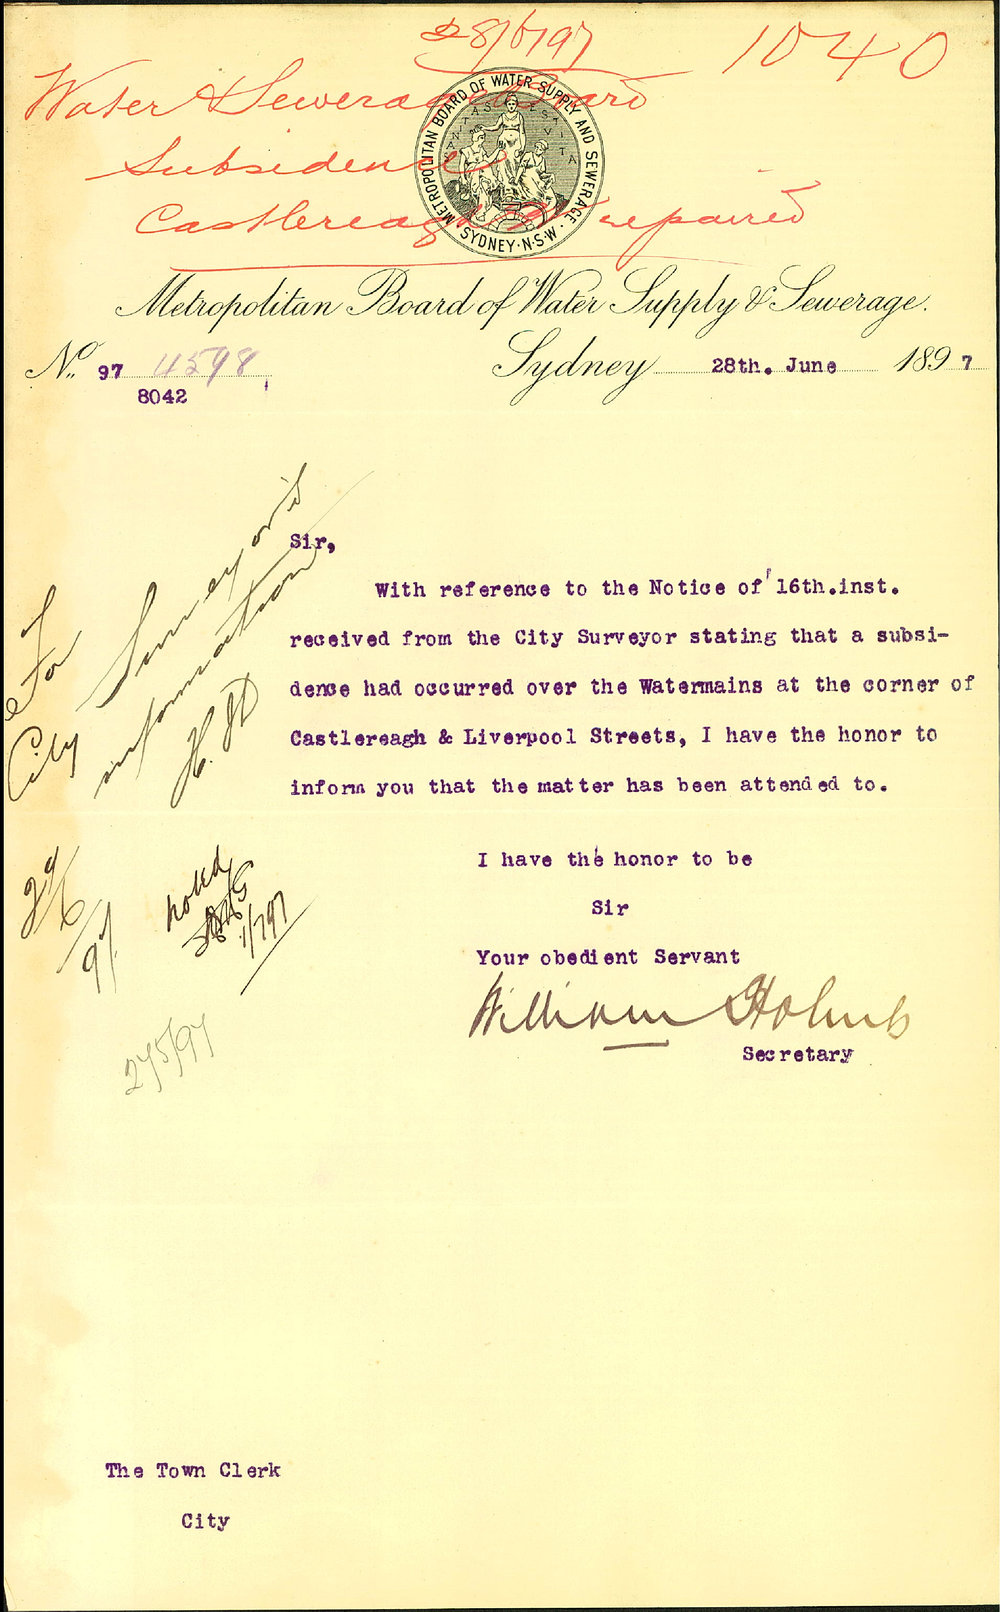 28/6/97
1040
Water & Sewerage Board
Subsidence
Castlereagh St repaired
METROPOLITAN BOARD OF WATER SUPPLY AND SEWERAGE
SYDNEY·N·S·W·
Metropolitan Board of Water Supply & Sewerage.
No. 97 4598
8042
Sydney 28th. June 1897
Sir,
With reference to the Notice of 16th.inst.
received from the City Surveyor stating that a subsi-
dence had occurred over the Watermains at the corner of
Castlereagh & Liverpool Streets, I have the honor to
inform you that the matter has been attended to.
I have the honor to be
Sir
Your obedient Servant
William Holmes
Secretary
For
City Surveyor's
information
H.
29/6/97
noted
1/7/97
275/97
The Town Clerk
City